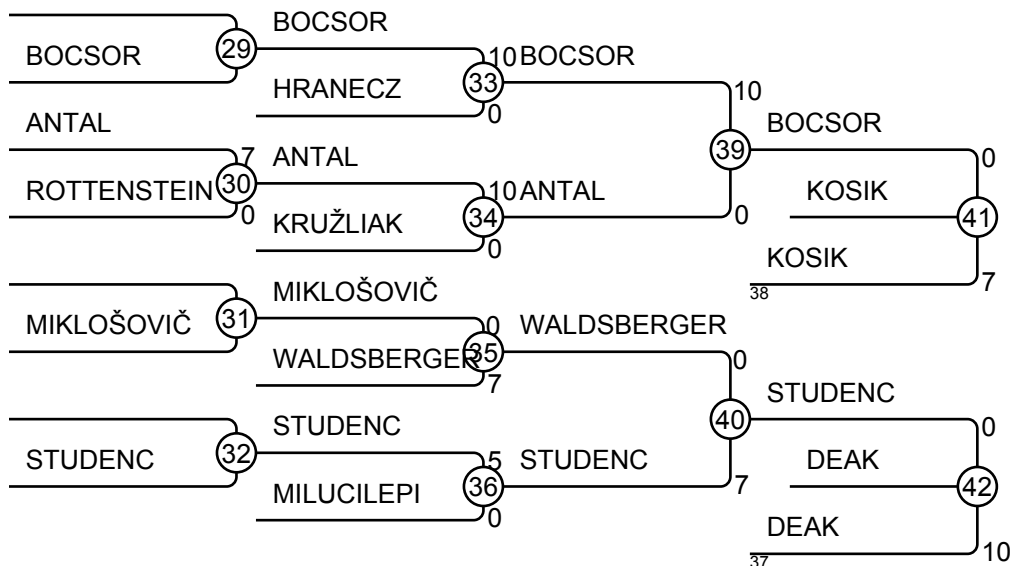 BOCSOR
29
BOCSOR
HRANECZ
10
33
0
BOCSOR
ANTAL
ROTTENSTEIN
7
30
0
ANTAL
KRUŽLIAK
10
34
0
ANTAL
10
39
0
BOCSOR
KOSIK
KOSIK
38
0
41
7
MIKLOŠOVIČ
31
MIKLOŠOVIČ
WALDSBERGER
0
35
7
WALDSBERGER
STUDENC
32
STUDENC
MILUCILEPI
5
36
0
STUDENC
0
40
7
STUDENC
DEAK
DEAK
37
0
42
10